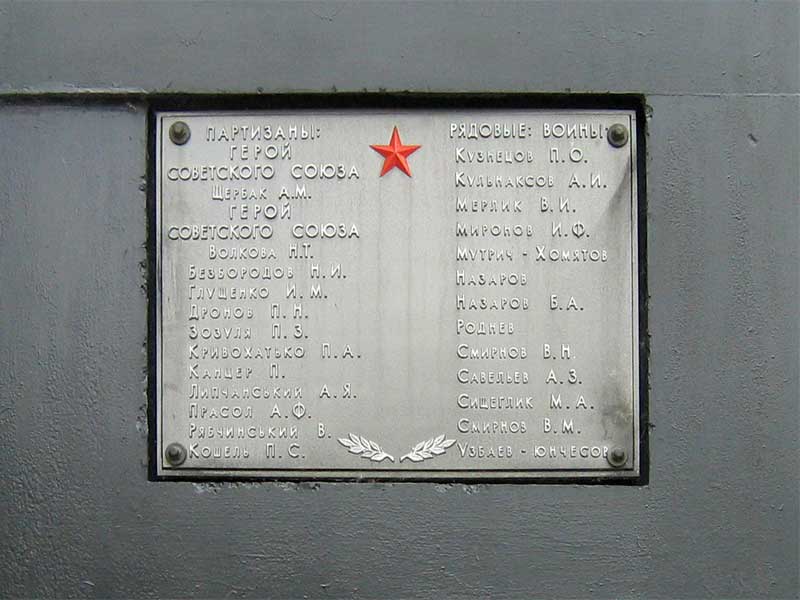 ПАРТИЗАНЫ:
ГЕРОЙ
СОВЕТСКОГО СОЮЗА
ЩЕРБАК А.М.
ГЕРОЙ
СОВЕТСКОГО СОЮЗА
ВОЛКОВА Н.Т.
БЕЗБОРОДОВ Н.И.
ГЛУЩЕНКО И.М.
ДРОНОВ П.Н.
ЗОЗУЛЯ П.З.
КРИВОХАТЬКО П.А.
КАНЦЕР П.
ЛИПЧАНСЬКИЙ А.Я.
ПРАСОЛ А.Ф.
РЯБЧИНСЬКИЙ В.
КОШЕЛЬ П.С.
РЯДОВЫЕ: ВОИНЫ:
КУЗНЕЦОВ П.О.
КУЛЬНАКСОВ А.И.
МЕРЛИК В.И.
МИРОНОВ И.Ф.
МУТРИЧ - ХОМЯТОВ
НАЗАРОВ
НАЗАРОВ Б.А.
РОДНЕВ
СМИРНОВ В.Н.
САВЕЛЬЕВ А.З.
СИЩЕГЛИК М.А.
СМИРНОВ В.М.
УЗБАЕВ - ЮНЧЕСОВ